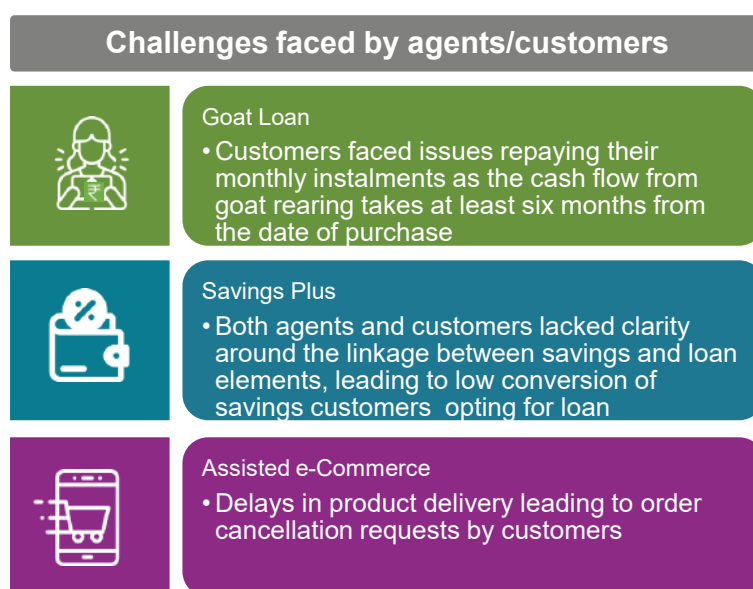 Challenges faced by agents/customers
Goat Loan
• Customers faced issues repaying their
monthly instalments as the cash flow from
goat rearing takes at least six months from
the date of purchase
Savings Plus
• Both agents and customers lacked clarity
around the linkage between savings and loan
elements, leading to low conversion of
savings customers  opting for loan
Assisted e-Commerce
• Delays in product delivery leading to order
cancellation requests by customers
₹
%